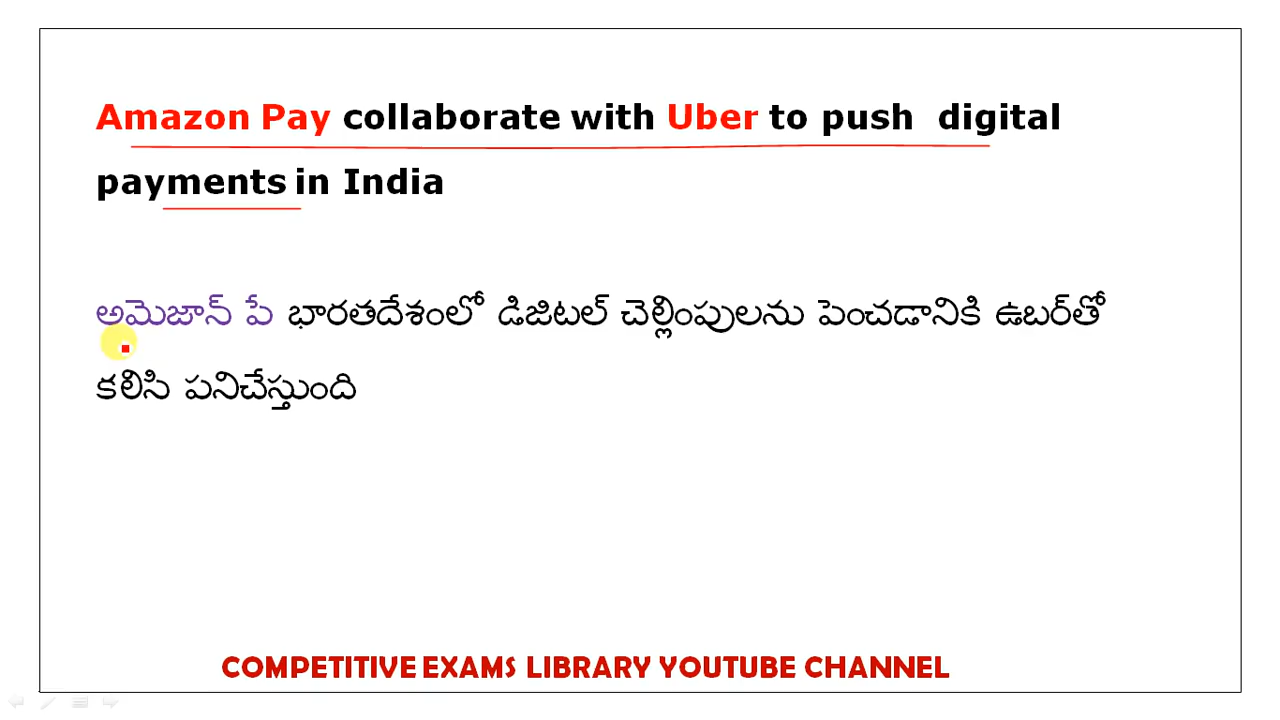 Amazon Pay collaborate with Uber to push digital
payments in India
అమెజాన్ పే భారతదేశంలో డిజిటల్ చెల్లింపులను పెంచడానికి ఉబర్‌తో
కలిసి పనిచేస్తుంది
COMPETITIVE EXAMS LIBRARY YOUTUBE CHANNEL